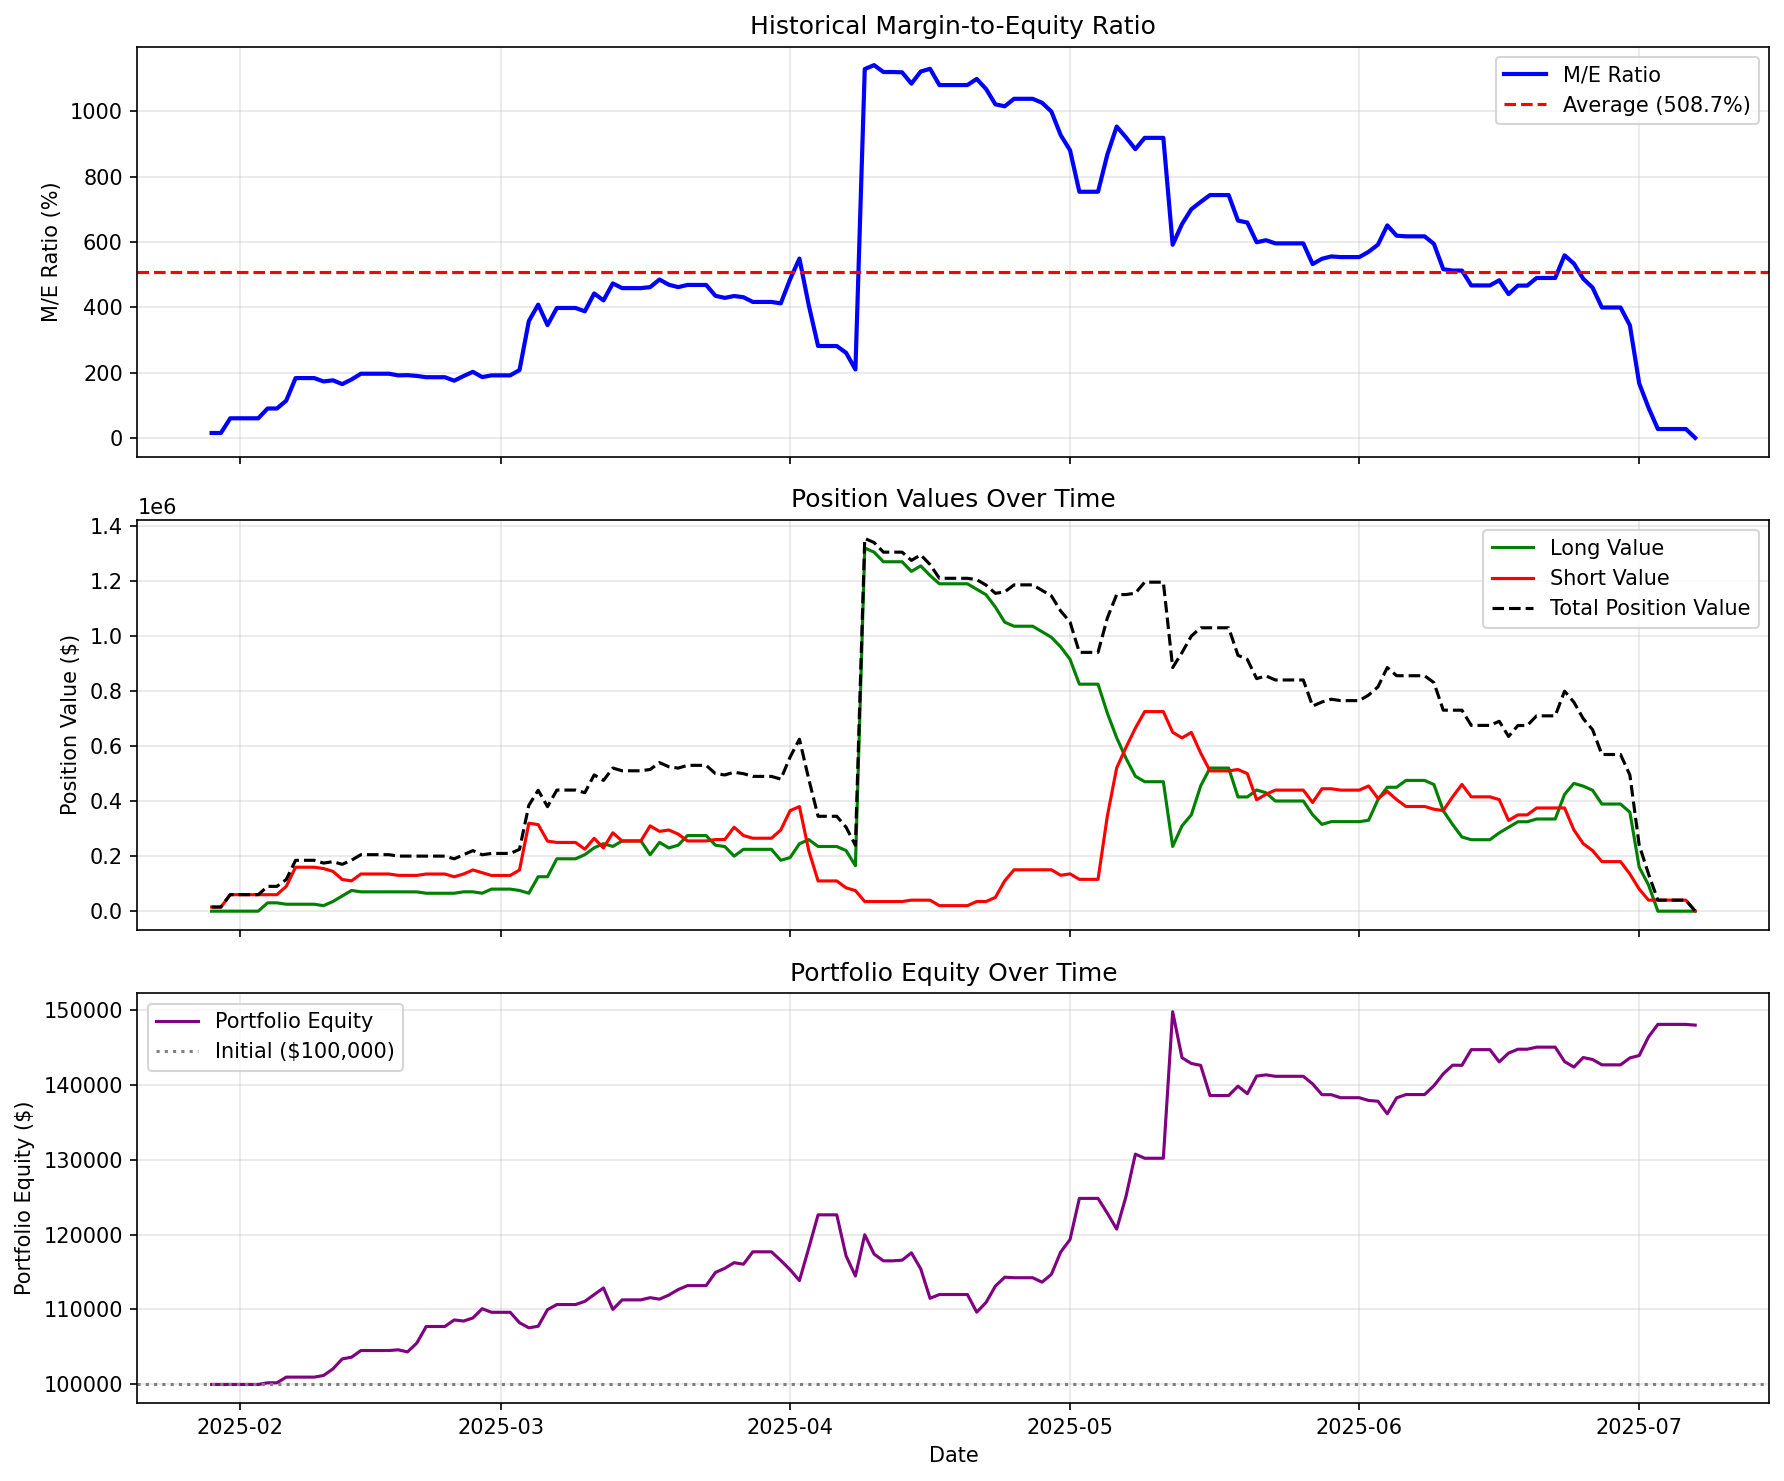 Historical Margin-to-Equity Ratio
M/E Ratio (%)
1000
800
600
400
200
0
M/E Ratio
Average (508.7%)
Position Values Over Time
1e6
Position Value ($)
1.4
1.2
1.0
0.8
0.6
0.4
0.2
0.0
Long Value
Short Value
Total Position Value
Portfolio Equity Over Time
Portfolio Equity ($)
150000
140000
130000
120000
110000
100000
Portfolio Equity
Initial ($100,000)
2025-02 2025-03 2025-04 2025-05 2025-06 2025-07
Date